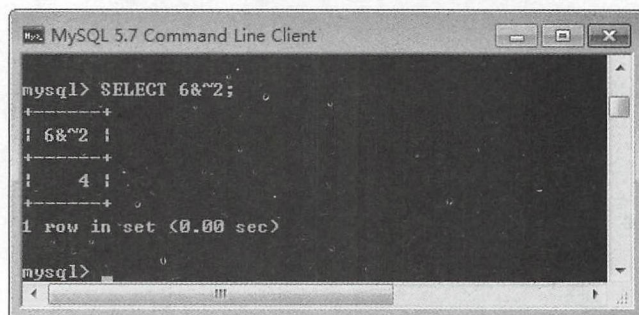 MySQL 5.7 Command Line Client
mysql> SELECT 6&~2;
+------+
| 6&~2 |
+------+
|    4 |
+------+
1 row in set (0.00 sec)
mysql>